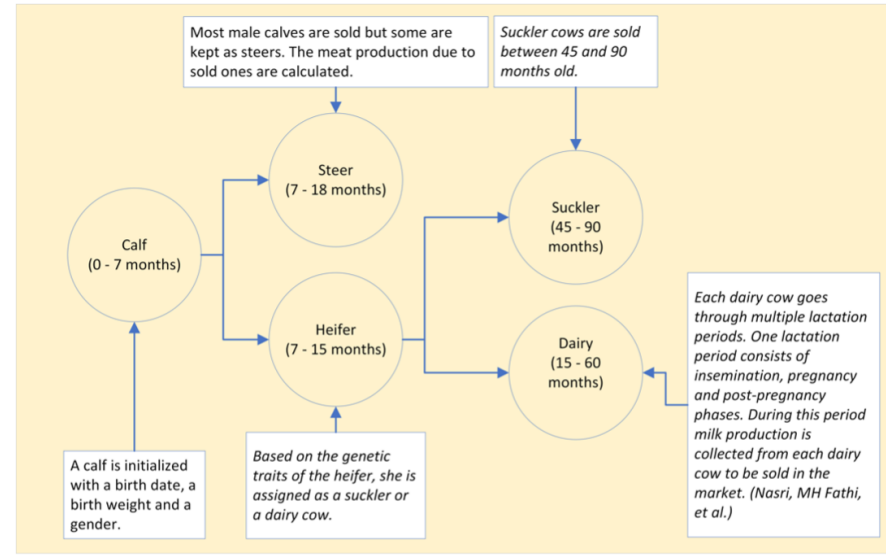 Most male calves are sold but some are
kept as steers. The meat production due to
sold ones are calculated.
Suckler cows are sold
between 45 and 90
months old.
Steer
(7 - 18 months)
Suckler
(45 - 90
months)
Calf
(0 - 7 months)
Heifer
(7 - 15 months)
Dairy
(15 - 60
months)
Each dairy cow goes
through multiple lactation
periods. One lactation
period consists of
insemination, pregnancy
and post-pregnancy
phases. During this period
milk production is
collected from each dairy
cow to be sold in the
market. (Nasri, MH Fathi,
et al.)
A calf is initialized
with a birth date, a
birth weight and a
gender.
Based on the genetic
traits of the heifer, she is
assigned as a suckler or
a dairy cow.